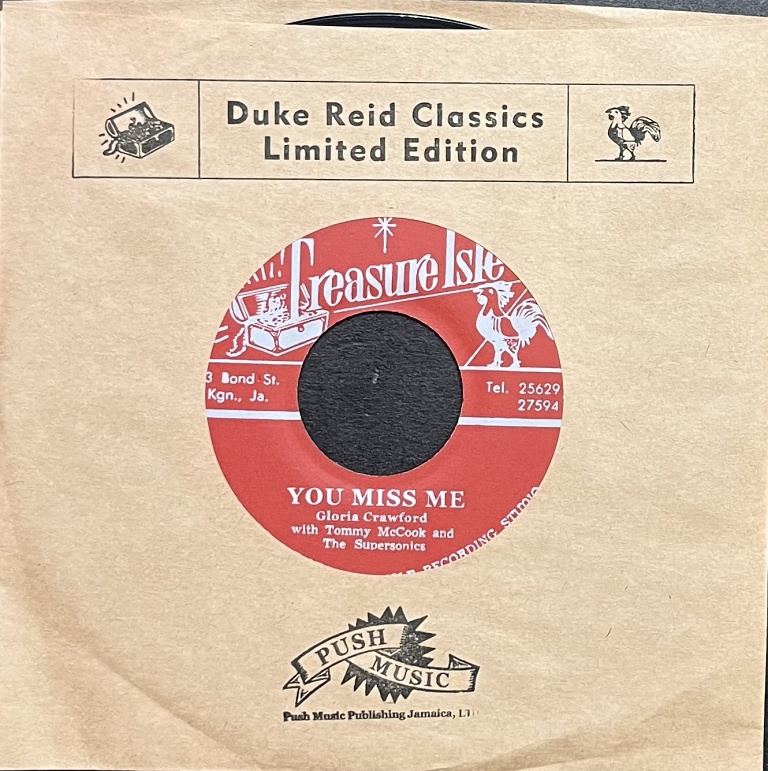 Duke Reid Classics
Limited Edition
Treasure Isle
3 Bond St.
Kgn., Ja.
Tel. 25629
27594
YOU MISS ME
Gloria Crawford
with Tommy McCook and
The Supersonics
RECORDING STUDIO
PUSH
MUSIC
Push Music Publishing Jamaica,